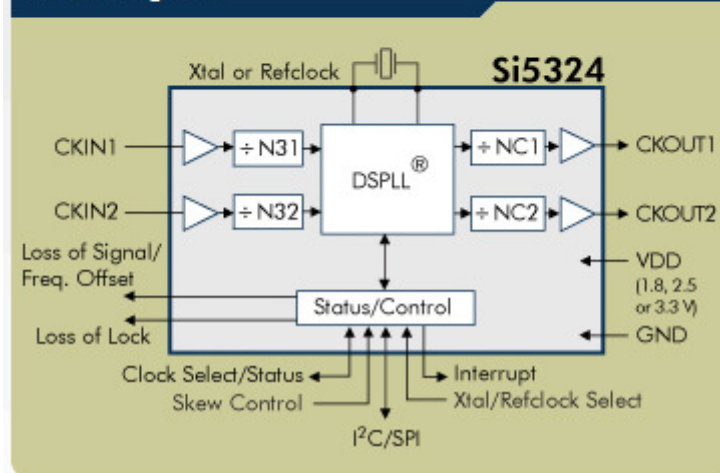 Xtal or Refclock
Si5324
CKIN1
÷ N31
DSPLL®
÷ NC1
CKOUT1
CKIN2
÷ N32
÷ NC2
CKOUT2
Loss of Signal/
Freq. Offset
VDD
(1.8, 2.5
or 3.3 V)
Status/Control
Loss of Lock
GND
Clock Select/Status
Interrupt
Skew Control
Xtal/Refclock Select
I²C/SPI